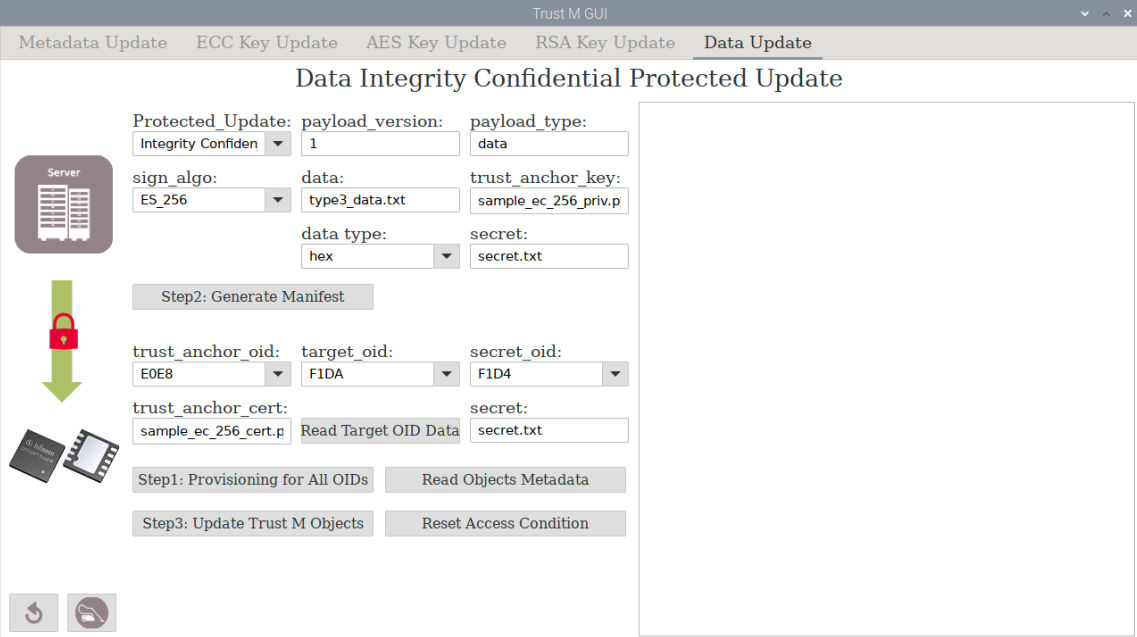 Trust M GUI
Metadata Update ECC Key Update AES Key Update RSA Key Update Data Update
Data Integrity Confidential Protected Update
Protected_Update: payload_version: payload_type:
Integrity Confiden 1 data
Server
sign_algo: data: trust_anchor_key:
ES_256 type3_data.txt sample_ec_256_priv.p
data type: secret:
hex secret.txt
Step2: Generate Manifest
trust_anchor_oid: target_oid: secret_oid:
E0E8 F1DA F1D4
trust_anchor_cert: secret:
sample_ec_256_cert.p Read Target OID Data secret.txt
Infineon
Step1: Provisioning for All OIDs Read Objects Metadata
Step3: Update Trust M Objects Reset Access Condition